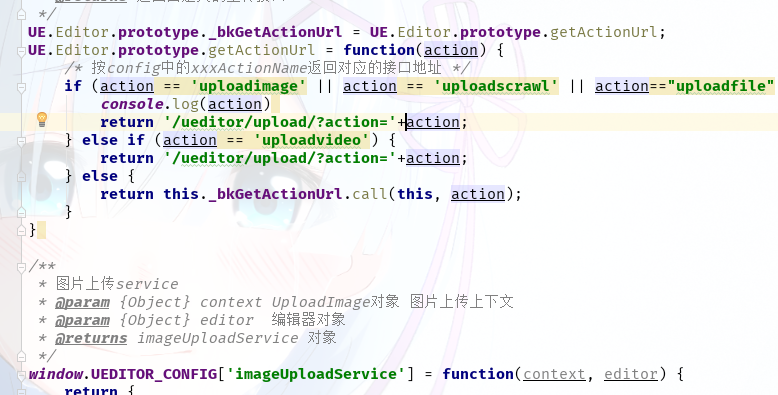 */
UE.Editor.prototype._bkGetActionUrl = UE.Editor.prototype.getActionUrl;
UE.Editor.prototype.getActionUrl = function(action) {
/* 按config中的xxxActionName返回对应的接口地址 */
if (action == 'uploadimage' || action == 'uploadscrawl' || action=="uploadfile"
console.log(action)
return '/ueditor/upload/?action='+action;
} else if (action == 'uploadvideo') {
return '/ueditor/upload/?action='+action;
} else {
return this._bkGetActionUrl.call(this, action);
}
}
/**
* 图片上传service
* @param {Object} context UploadImage对象 图片上传上下文
* @param {Object} editor 编辑器对象
* @returns imageUploadService 对象
*/
window.UEDITOR_CONFIG['imageUploadService'] = function(context, editor) {
return {